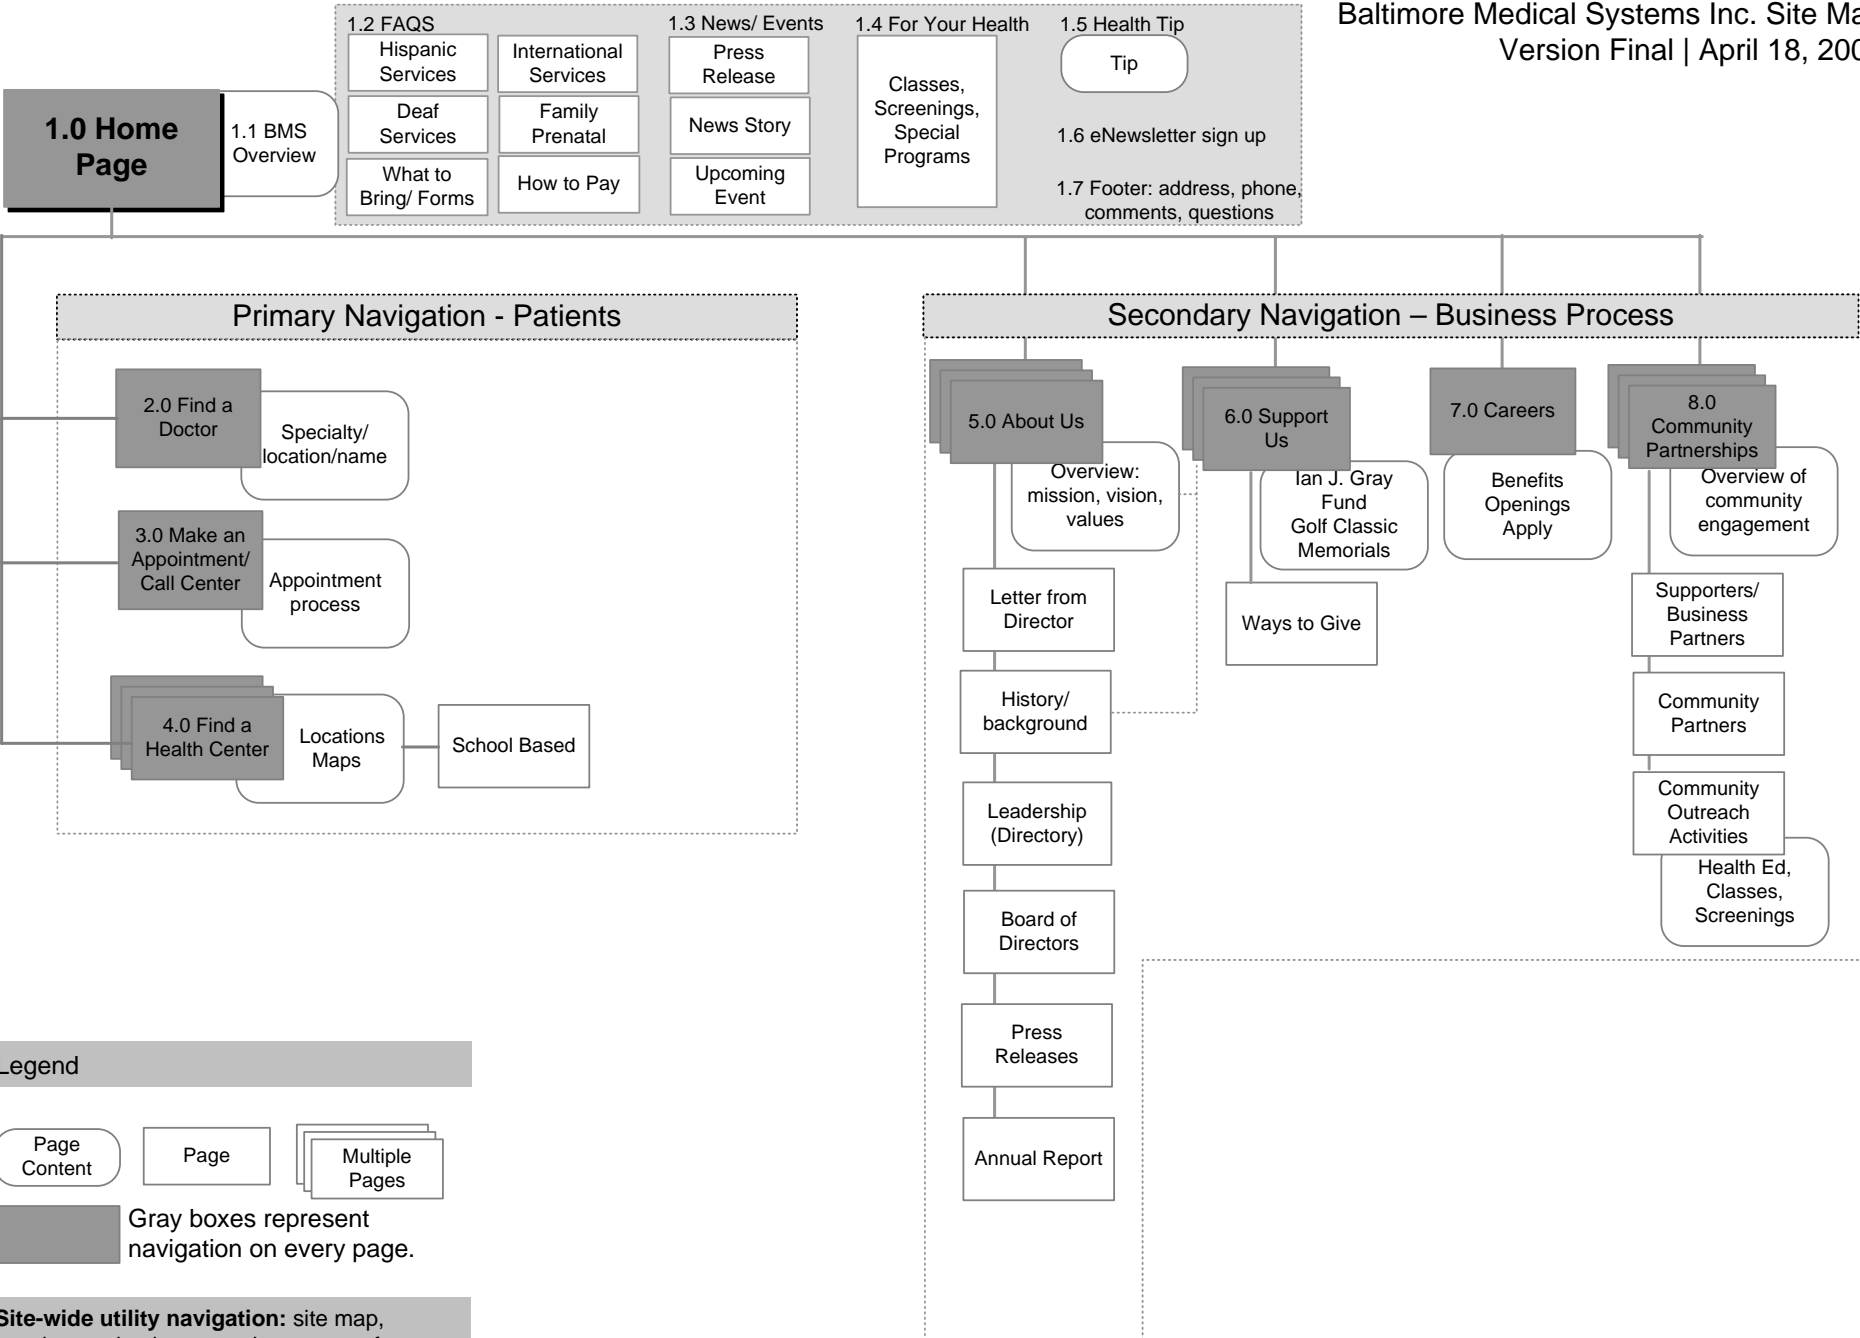 Baltimore Medical Systems Inc. Site Ma
Version Final | April 18, 200
1.0 Home
Page
1.1 BMS
Overview
1.2 FAQS
Hispanic
Services
International
Services
Deaf
Services
Family
Prenatal
What to
Bring/ Forms
How to Pay
1.3 News/ Events
Press
Release
News Story
Upcoming
Event
1.4 For Your Health
Classes,
Screenings,
Special
Programs
1.5 Health Tip
Tip
1.6 eNewsletter sign up
1.7 Footer: address, phone,
comments, questions
Primary Navigation - Patients
2.0 Find a
Doctor
Specialty/
location/name
3.0 Make an
Appointment/
Call Center
Appointment
process
4.0 Find a
Health Center
Locations
Maps
School Based
Secondary Navigation – Business Process
5.0 About Us
Overview:
mission, vision,
values
Letter from
Director
History/
background
Leadership
(Directory)
Board of
Directors
Press
Releases
Annual Report
6.0 Support
Us
Ian J. Gray
Fund
Golf Classic
Memorials
Ways to Give
7.0 Careers
Benefits
Openings
Apply
8.0
Community
Partnerships
Overview of
community
engagement
Supporters/
Business
Partners
Community
Partners
Community
Outreach
Activities
Health Ed,
Classes,
Screenings
Legend
Page
Content
Page
Multiple
Pages
Gray boxes represent
navigation on every page.
Site-wide utility navigation: site map,